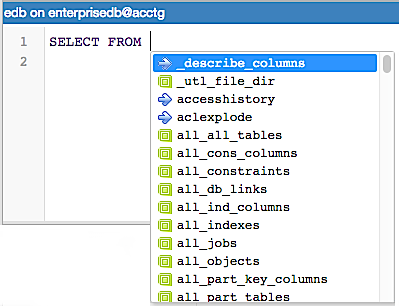 edb on enterprisedb@acctg
1 SELECT FROM
2
_describe_columns
_utl_file_dir
accesshistory
aclexplode
all_all_tables
all_cons_columns
all_constraints
all_db_links
all_ind_columns
all_indexes
all_jobs
all_objects
all_part_key_columns
all_part_tables